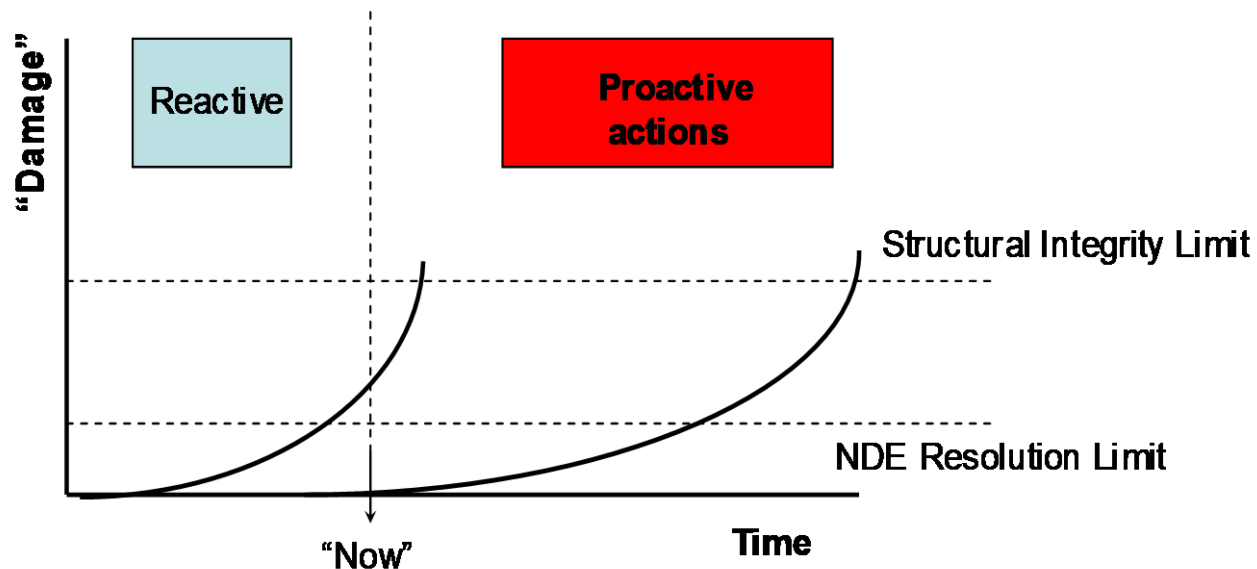 “Damage”
Reactive
Proactive
actions
Structural Integrity Limit
NDE Resolution Limit
“Now”
Time